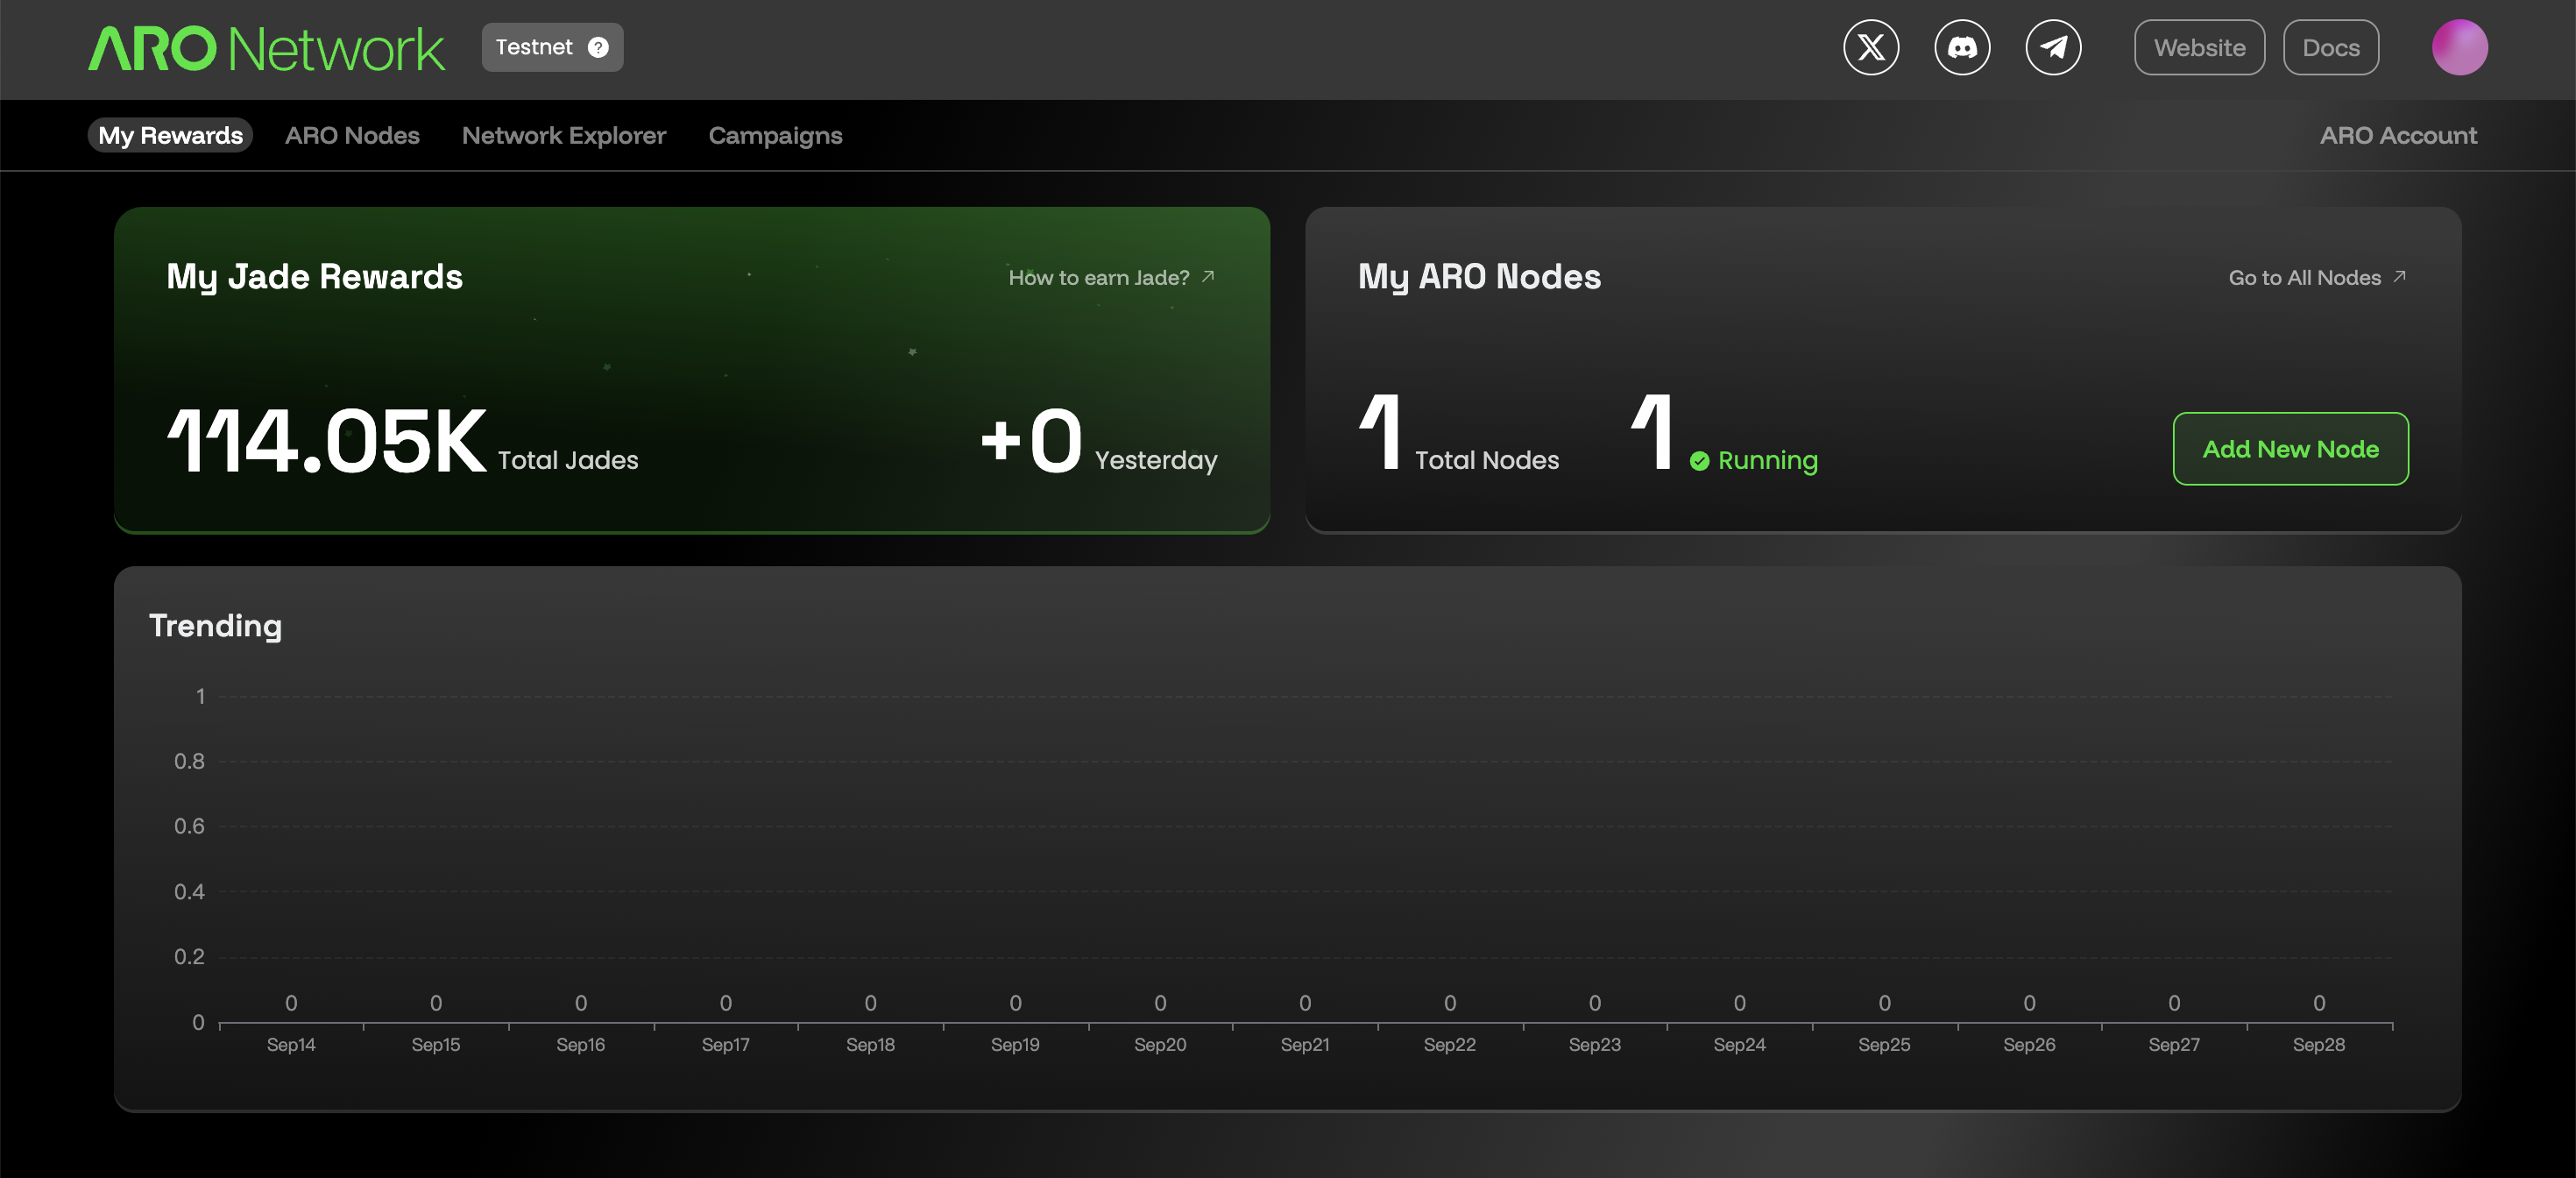 ARO Network
Testnet ?
Website
Docs
My Rewards
ARO Nodes
Network Explorer
Campaigns
ARO Account
My Jade Rewards
How to earn Jade?
114.05K Total Jades
+0 Yesterday
My ARO Nodes
Go to All Nodes
1 Total Nodes
1 Running
Add New Node
Trending
1
0.8
0.6
0.4
0.2
0
0 0 0 0 0 0 0 0 0 0 0 0 0 0 0
Sep14 Sep15 Sep16 Sep17 Sep18 Sep19 Sep20 Sep21 Sep22 Sep23 Sep24 Sep25 Sep26 Sep27 Sep28